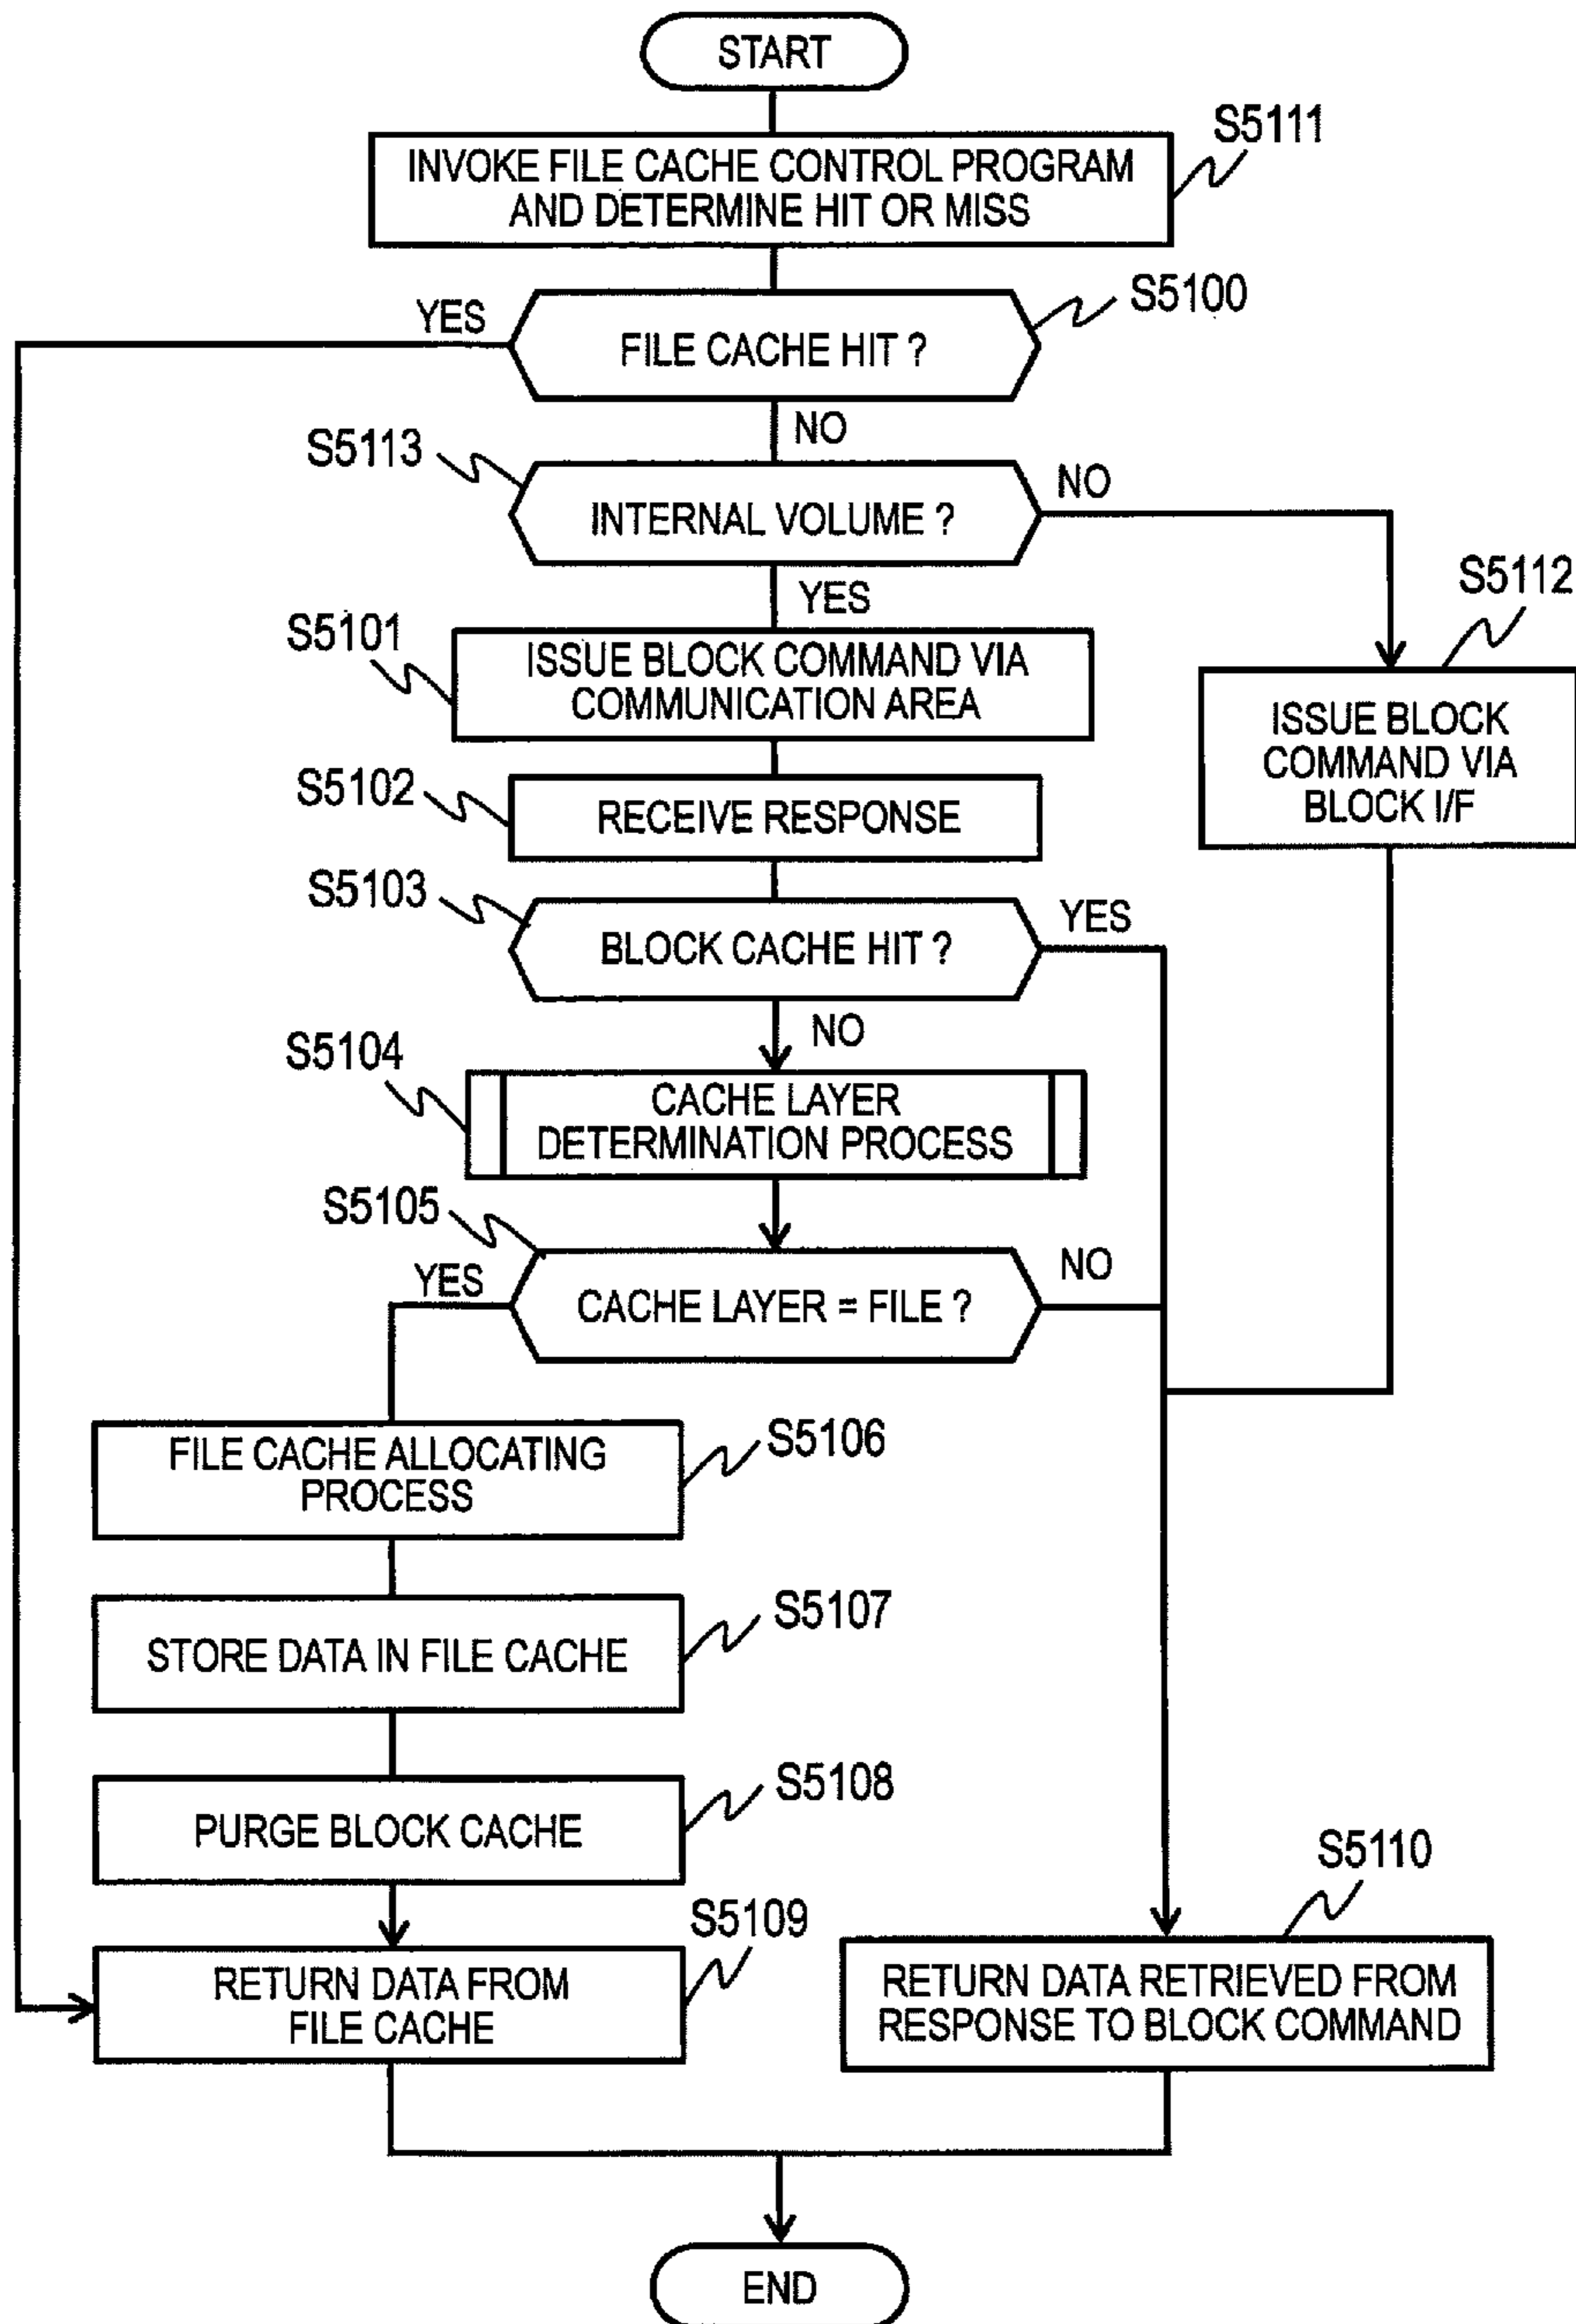 START
S5111
INVOKE FILE CACHE CONTROL PROGRAM
AND DETERMINE HIT OR MISS
S5100
YES
FILE CACHE HIT ?
NO
S5113
NO
INTERNAL VOLUME ?
S5112
YES
S5101
ISSUE BLOCK COMMAND VIA
COMMUNICATION AREA
ISSUE BLOCK
COMMAND VIA
BLOCK I/F
S5102
RECEIVE RESPONSE
S5103
YES
BLOCK CACHE HIT ?
NO
S5104
CACHE LAYER
DETERMINATION PROCESS
S5105
YES
NO
CACHE LAYER = FILE ?
S5106
FILE CACHE ALLOCATING
PROCESS
S5107
STORE DATA IN FILE CACHE
S5108
PURGE BLOCK CACHE
S5109
RETURN DATA FROM
FILE CACHE
S5110
RETURN DATA RETRIEVED FROM
RESPONSE TO BLOCK COMMAND
END